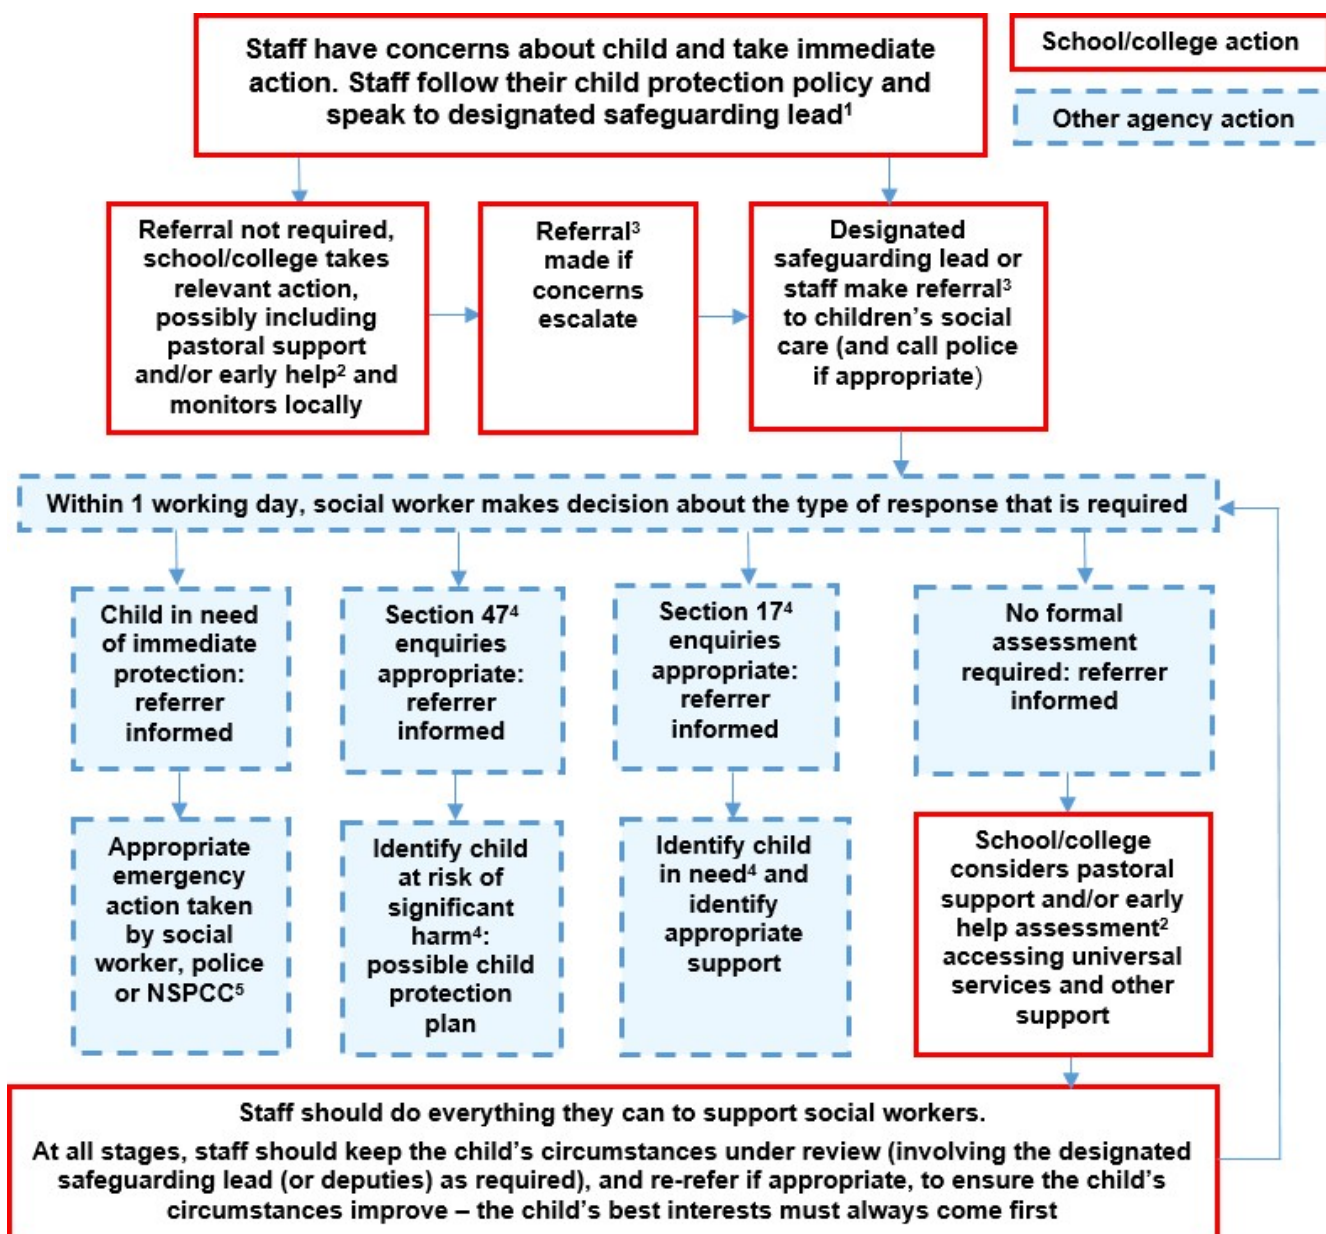 Staff have concerns about child and take immediate
action. Staff follow their child protection policy and
speak to designated safeguarding lead¹
School/college action
Other agency action
Referral not required,
school/college takes
relevant action,
possibly including
pastoral support
and/or early help² and
monitors locally
Referral³
made if
concerns
escalate
Designated
safeguarding lead or
staff make referral³
to children’s social
care (and call police
if appropriate)
Within 1 working day, social worker makes decision about the type of response that is required
Child in need
of immediate
protection:
referrer
informed
Section 47⁴
enquiries
appropriate:
referrer
informed
Section 17⁴
enquiries
appropriate:
referrer
informed
No formal
assessment
required: referrer
informed
Appropriate
emergency
action taken
by social
worker, police
or NSPCC⁵
Identify child
at risk of
significant
harm⁴:
possible child
protection
plan
Identify child
in need⁴ and
identify
appropriate
support
School/college
considers pastoral
support and/or early
help assessment²
accessing universal
services and other
support
Staff should do everything they can to support social workers.
At all stages, staff should keep the child’s circumstances under review (involving the designated
safeguarding lead (or deputies) as required), and re-refer if appropriate, to ensure the child’s
circumstances improve – the child’s best interests must always come first